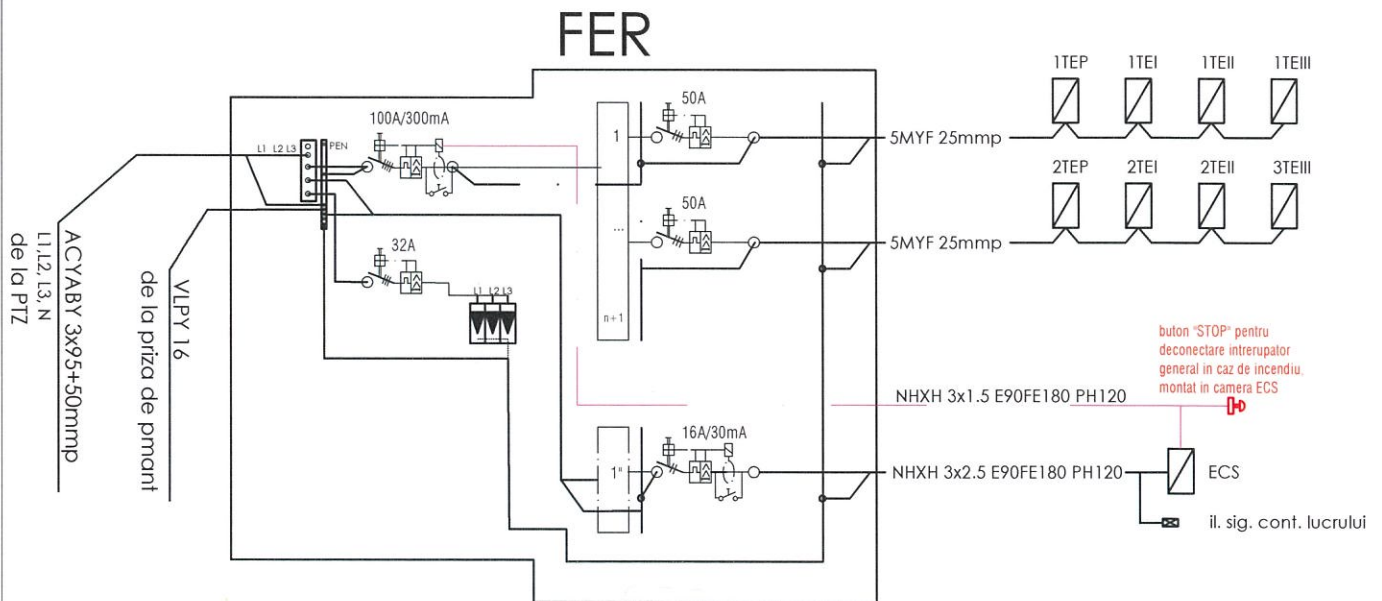 FER
100A/300mA
L1 L2 L3
PEN
32A
L1 L2 L3
1
...
n+1
50A
50A
1"
16A/30mA
5MYF 25mmp
5MYF 25mmp
1TEP 1TEI 1TEII 1TEIII
2TEP 2TEI 2TEII 3TEIII
buton "STOP" pentru
deconectare intrerupator
general in caz de incendiu.
montat in camera ECS
NHXH 3x1.5 E90FE180 PH120
NHXH 3x2.5 E90FE180 PH120
ECS
il. sig. cont. lucrului
ACYABY 3x95+50mmp
L1,L2, L3, N
de la PTZ
VLPY 16
de la priza de pmant